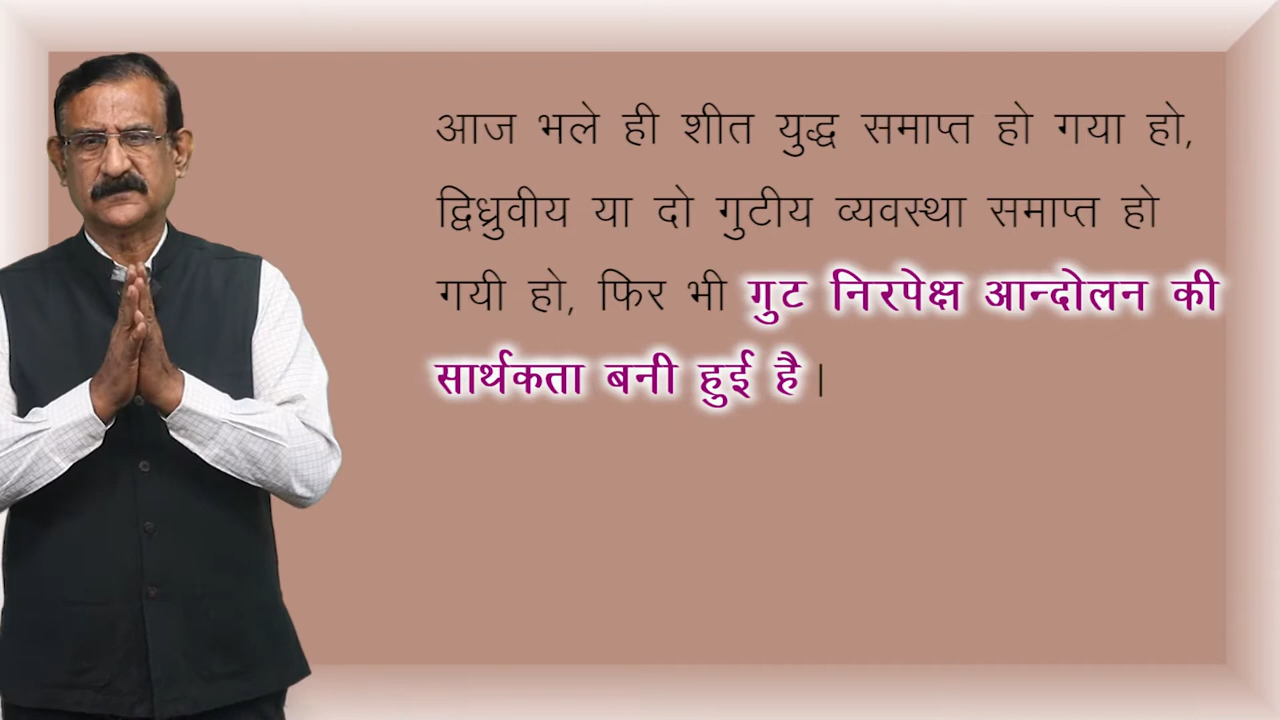 आज भले ही शीत युद्ध समाप्त हो गया हो,
द्विध्रुवीय या दो गुटीय व्यवस्था समाप्त हो
गयी हो, फिर भी गुट निरपेक्ष आन्दोलन की
सार्थकता बनी हुई है।